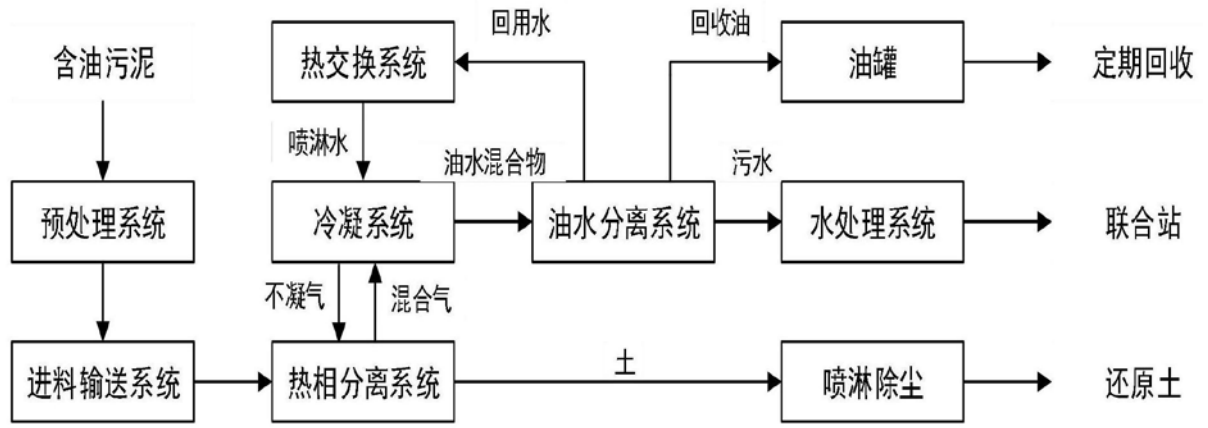 回用水
回收油
含油污泥
热交换系统
油罐
定期回收
喷淋水
油水混合物
污水
预处理系统
冷凝系统
油水分离系统
水处理系统
联合站
不凝气
混合气
土
进料输送系统
热相分离系统
喷淋除尘
还原土